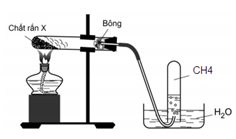 Chất rắn X
Bông
CH4
H₂O